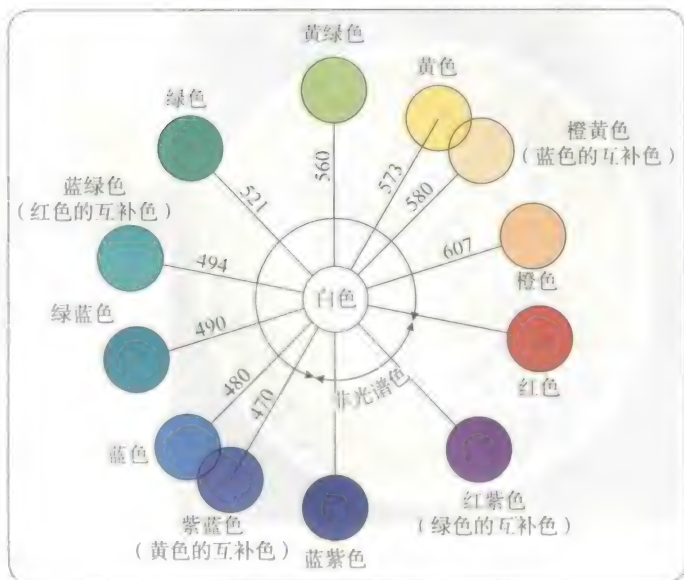 黄绿色
黄色
绿色
橙黄色
（蓝色的互补色）
蓝绿色
（红色的互补色）
560
573
580
521
607
494
白色
橙色
绿蓝色
490
480
470
非光谱色
红色
蓝色
紫蓝色
（黄色的互补色）
蓝紫色
红紫色
（绿色的互补色）